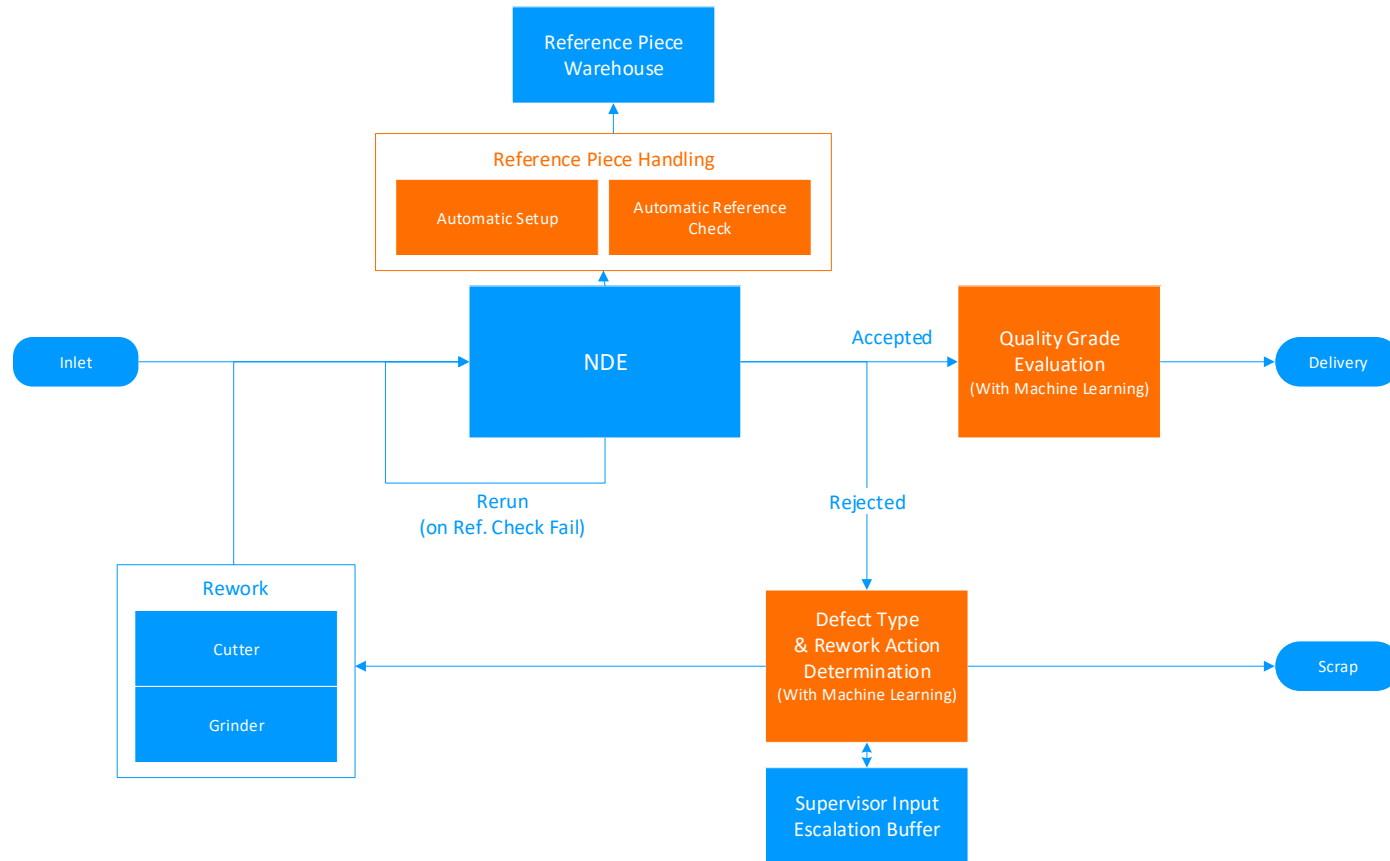 Reference Piece
Warehouse
Reference Piece Handling
Automatic Setup
Automatic Reference
Check
Inlet
NDE
Accepted
Quality Grade
Evaluation
(With Machine Learning)
Delivery
Rerun
(on Ref. Check Fail)
Rejected
Rework
Cutter
Grinder
Defect Type
& Rework Action
Determination
(With Machine Learning)
Scrap
Supervisor Input
Escalation Buffer